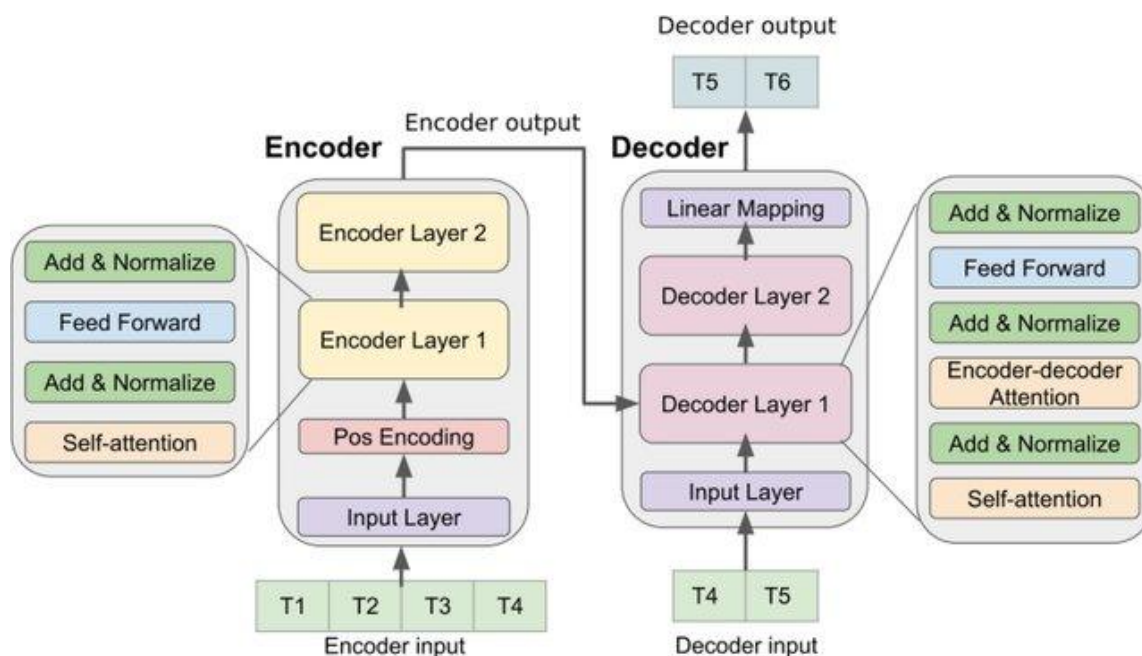 Decoder output
T5 T6
Encoder output
Encoder
Decoder
Add & Normalize
Feed Forward
Add & Normalize
Self-attention
Encoder Layer 2
Encoder Layer 1
Pos Encoding
Input Layer
T1 T2 T3 T4
Encoder input
Linear Mapping
Decoder Layer 2
Decoder Layer 1
Input Layer
T4 T5
Decoder input
Add & Normalize
Feed Forward
Add & Normalize
Encoder-decoder
Attention
Add & Normalize
Self-attention